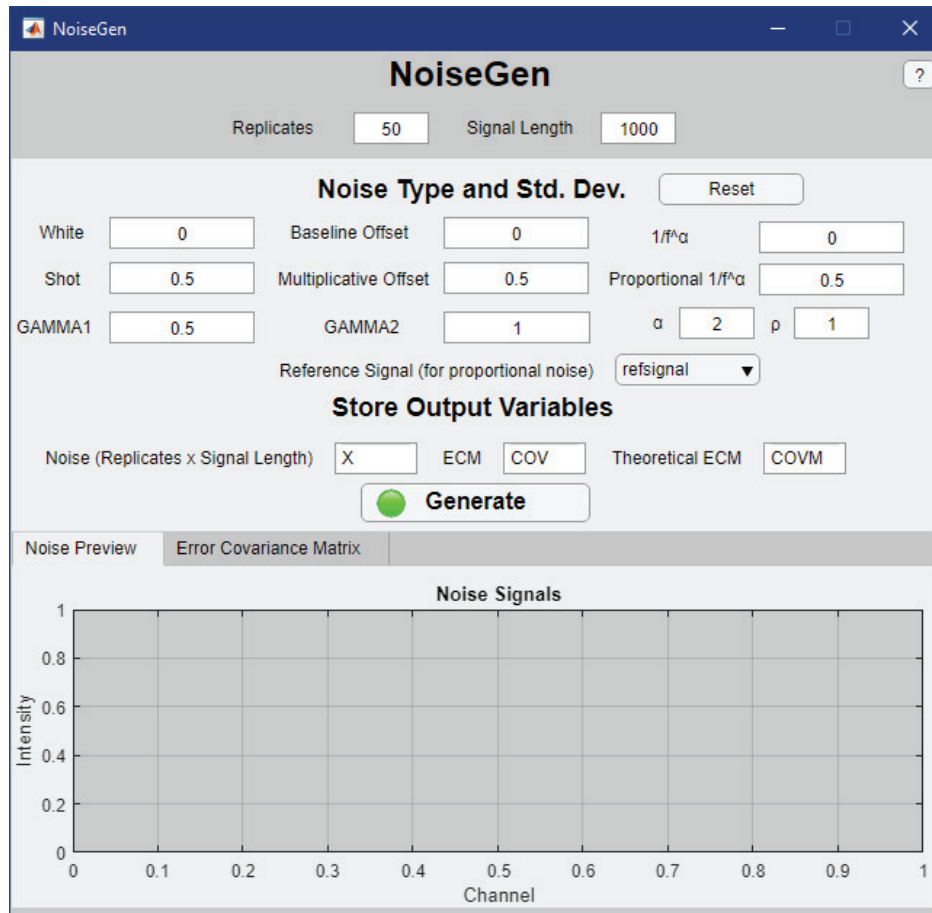 NoiseGen
NoiseGen
?
Replicates 50 Signal Length 1000
Noise Type and Std. Dev. Reset
White 0 Baseline Offset 0 1/f^α 0
Shot 0.5 Multiplicative Offset 0.5 Proportional 1/f^α 0.5
GAMMA1 0.5 GAMMA2 1 α 2 ρ 1
Reference Signal (for proportional noise) refsignal
Store Output Variables
Noise (Replicates x Signal Length) X ECM COV Theoretical ECM COVM
Generate
Noise Preview Error Covariance Matrix
Noise Signals
1
0.8
0.6
0.4
0.2
0
Intensity
0 0.1 0.2 0.3 0.4 0.5 0.6 0.7 0.8 0.9 1
Channel